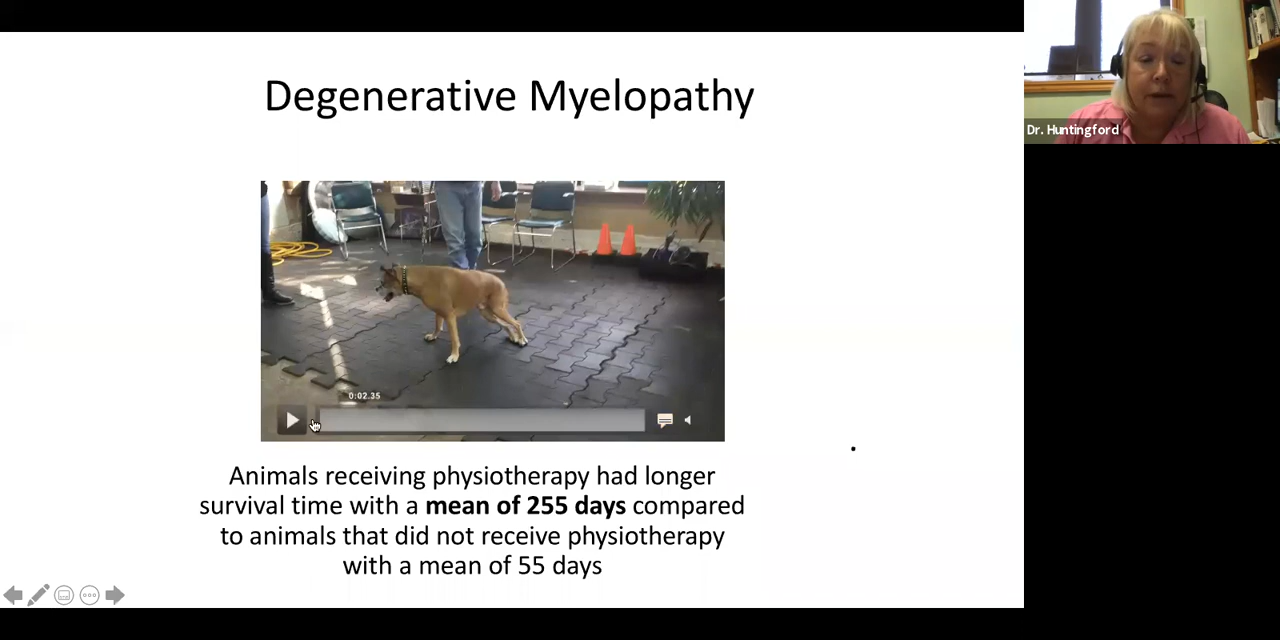 Degenerative Myelopathy
Dr. Huntingford
0:02.35
Animals receiving physiotherapy had longer
survival time with a mean of 255 days compared
to animals that did not receive physiotherapy
with a mean of 55 days